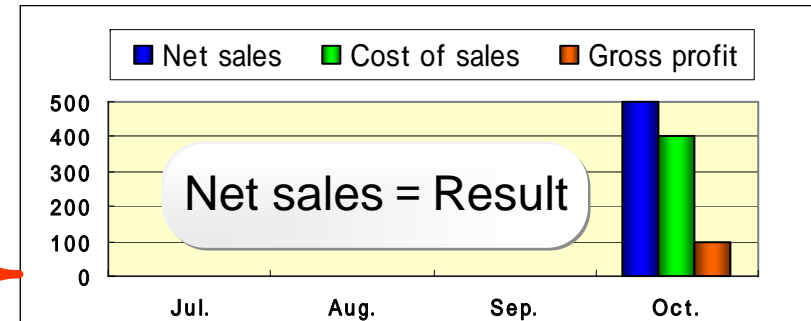 Net sales Cost of sales Gross profit
500
400
300
200
100
0
Net sales = Result
Jul. Aug. Sep. Oct.